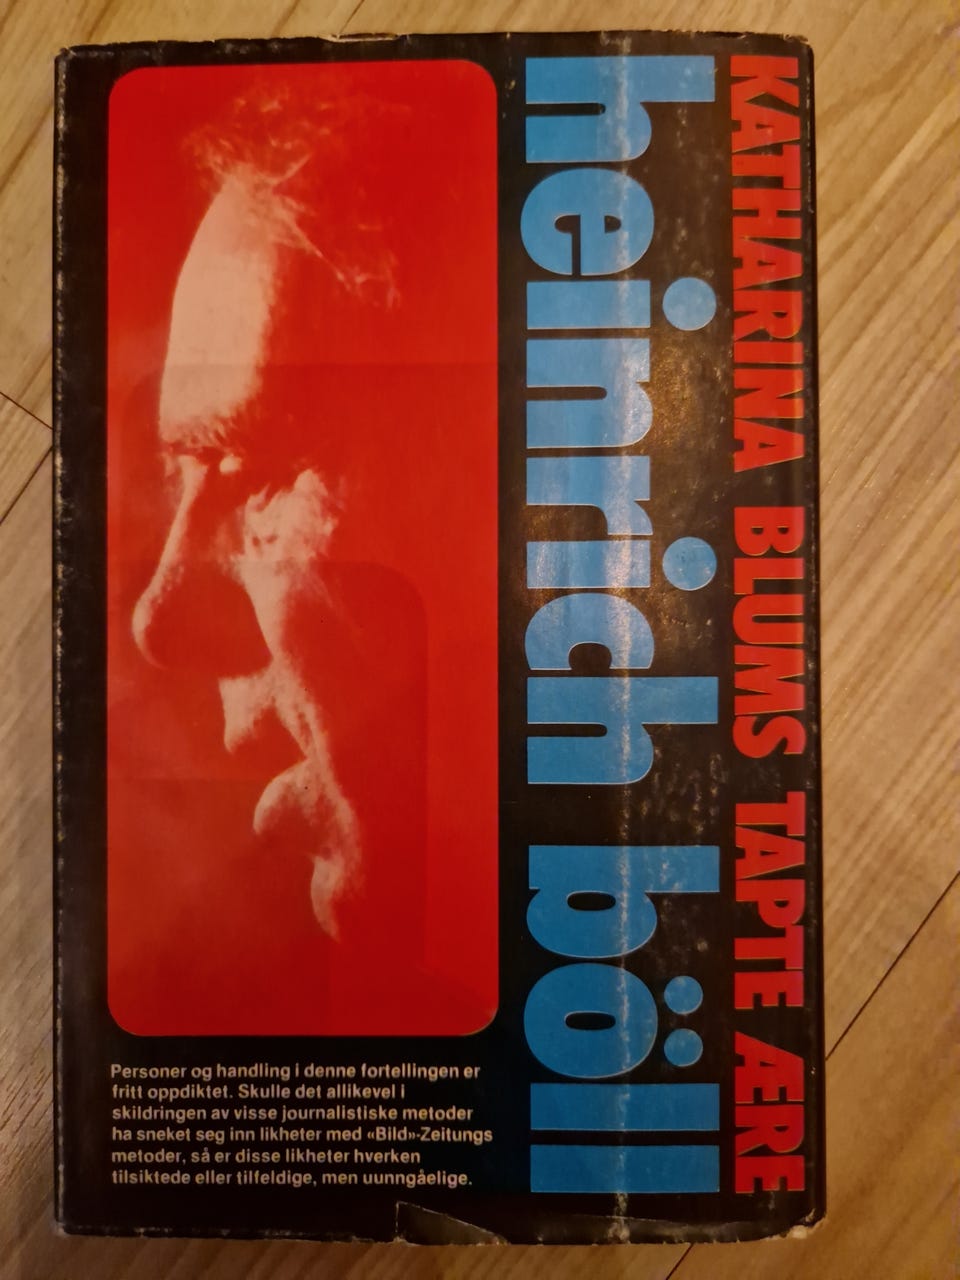 KATHARINA BLUMS TAPTE ÆRE
heinrich böll
Personer og handling i denne fortellingen er
fritt oppdiktet. Skulle det allikevel i
skildringen av visse journalistiske metoder
ha sneket seg inn likheter med «Bild»-Zeitungs
metoder, så er disse likheter hverken
tilsiktede eller tilfeldige, men uunngåelige.